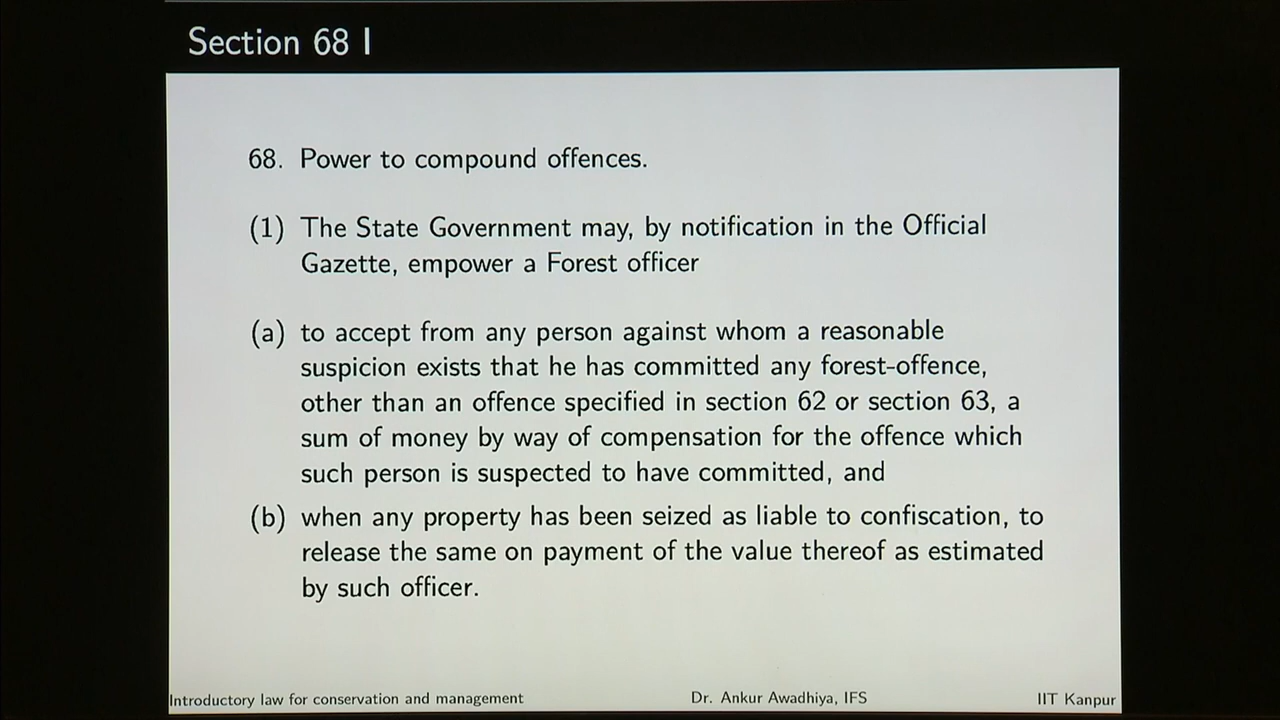 Section 68 I
68. Power to compound offences.
(1) The State Government may, by notification in the Official
Gazette, empower a Forest officer
(a) to accept from any person against whom a reasonable
suspicion exists that he has committed any forest-offence,
other than an offence specified in section 62 or section 63, a
sum of money by way of compensation for the offence which
such person is suspected to have committed, and
(b) when any property has been seized as liable to confiscation, to
release the same on payment of the value thereof as estimated
by such officer.
Introductory law for conservation and management Dr. Ankur Awadhiya, IFS IIT Kanpur